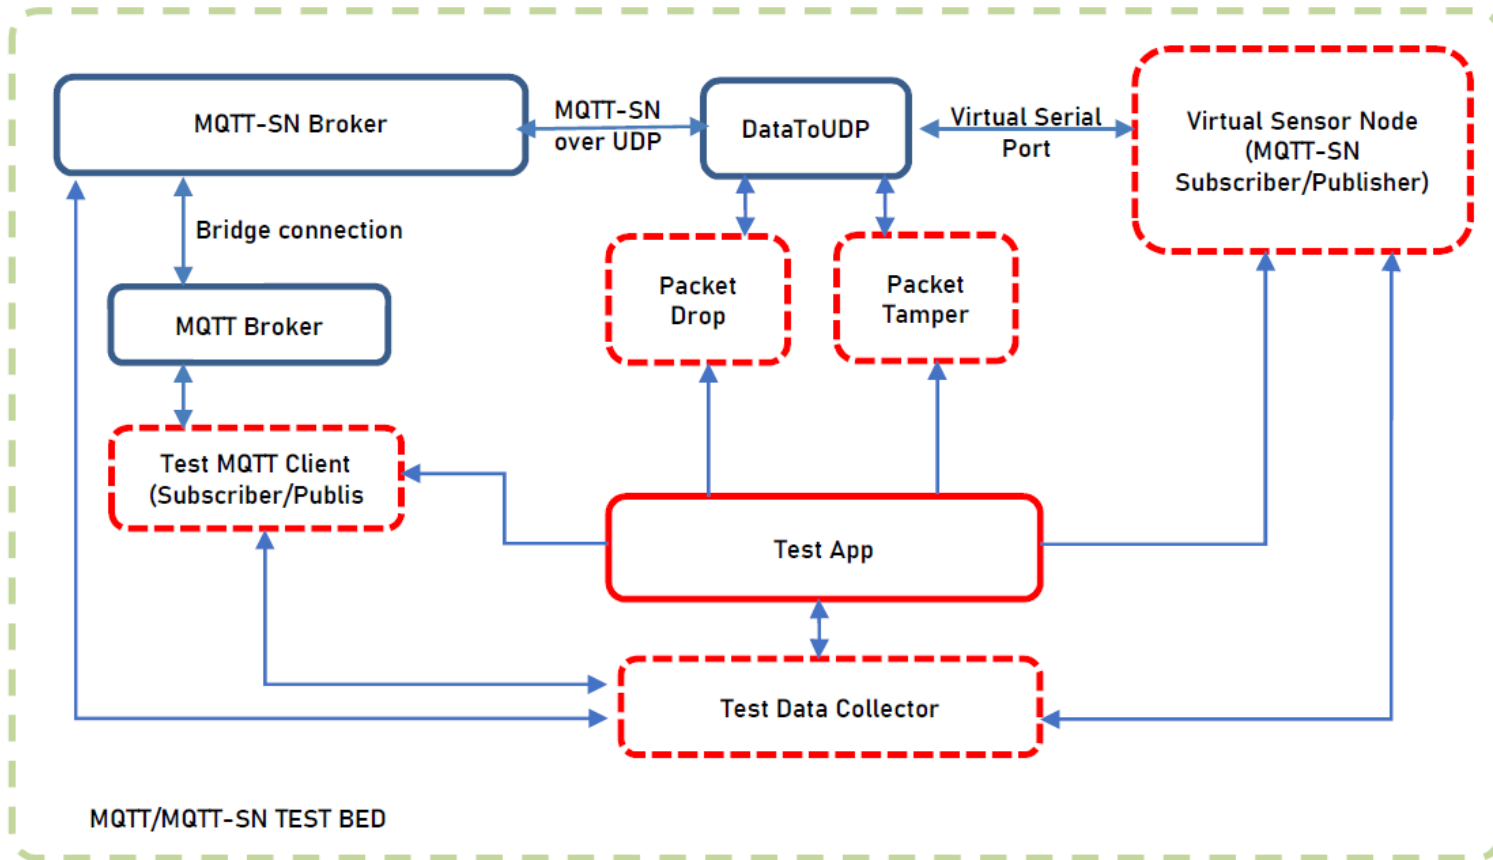 MQTT-SN Broker
MQTT-SN
over UDP
DataToUDP
Virtual Serial
Port
Virtual Sensor Node
(MQTT-SN
Subscriber/Publisher)
Bridge connection
MQTT Broker
Packet
Drop
Packet
Tamper
Test MQTT Client
(Subscriber/Publis
Test App
Test Data Collector
MQTT/MQTT-SN TEST BED